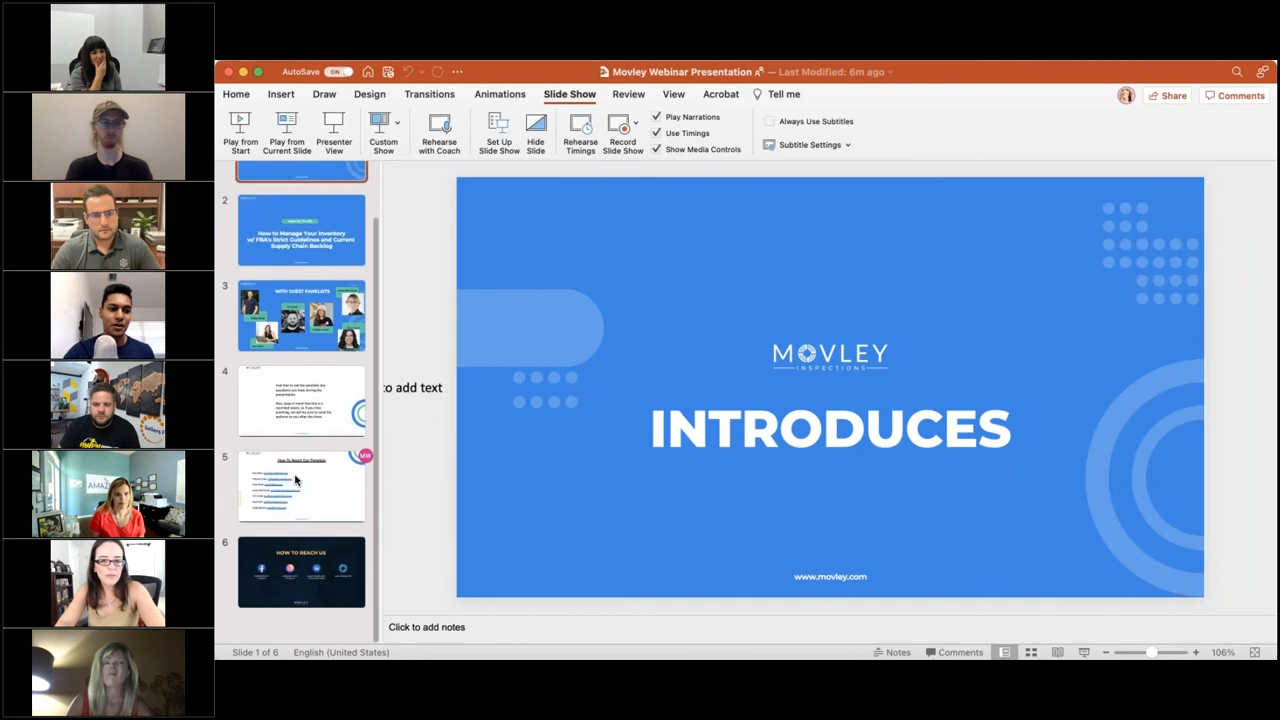 AutoSave ON
Movley Webinar Presentation — Last Modified: 6m ago
Home Insert Draw Design Transitions Animations Slide Show Review View Acrobat Tell me
Share Comments
Play from Start
Play from Current Slide
Presenter View
Custom Show
Rehearse with Coach
Set Up Slide Show
Hide Slide
Rehearse Timings
Record Slide Show
Play Narrations
Use Timings
Show Media Controls
Always Use Subtitles
Subtitle Settings
2
How to Manage Your Inventory
w/ FBA's Strict Guidelines and Current
Supply Chain Backlog
3
WITH GUEST PANELISTS
4
5
How To Reach Our Panelists
MW
6
HOW TO REACH US
MOVLEY
to add text
MOVLEY
INSPECTIONS
INTRODUCES
www.movley.com
Click to add notes
Slide 1 of 6 English (United States)
Notes Comments 106%
AMAZ